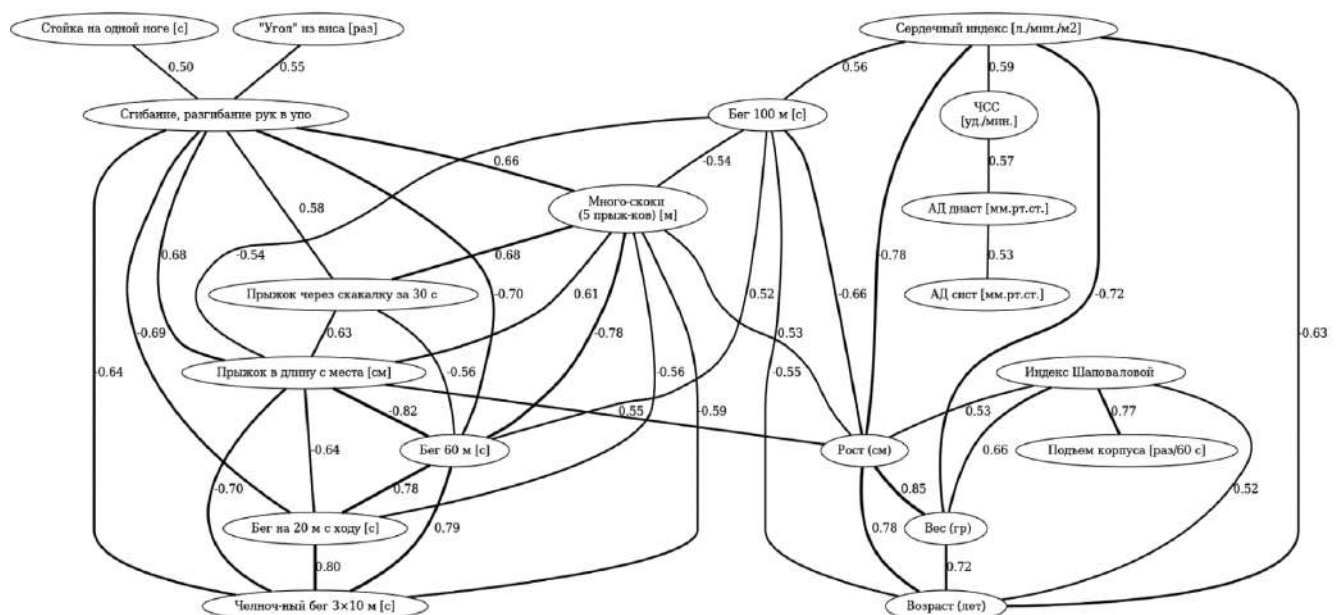 Стойка на одной ноге [с]
"Угол" из виса [раз]
Сердечный индекс [л./мин./м2]
0.50
0.55
0.56
0.59
Сгибание, разгибание рук в упо
Бег 100 м [с]
ЧСС
[уд./мин.]
0.66
-0.54
0.57
Много-скоки
(5 прыж-ков) [м]
АД диаст [мм.рт.ст.]
0.58
0.68
-0.54
0.68
-0.78
0.53
Прыжок через скакалку за 30 с
-0.70
0.61
0.52
-0.66
АД сист [мм.рт.ст.]
-0.72
-0.69
0.63
-0.78
0.53
-0.63
-0.64
Прыжок в длину с места [см]
-0.56
-0.56
-0.55
Индекс Шаповаловой
-0.82
0.55
-0.59
0.53
0.77
-0.64
Бег 60 м [с]
Рост (см)
0.66
Подъем корпуса [раз/60 с]
-0.70
0.78
0.85
0.52
Бег на 20 м с ходу [с]
0.79
0.78
Вес (гр)
0.80
0.72
Челноч-ный бег 3×10 м [с]
Возраст (лет)